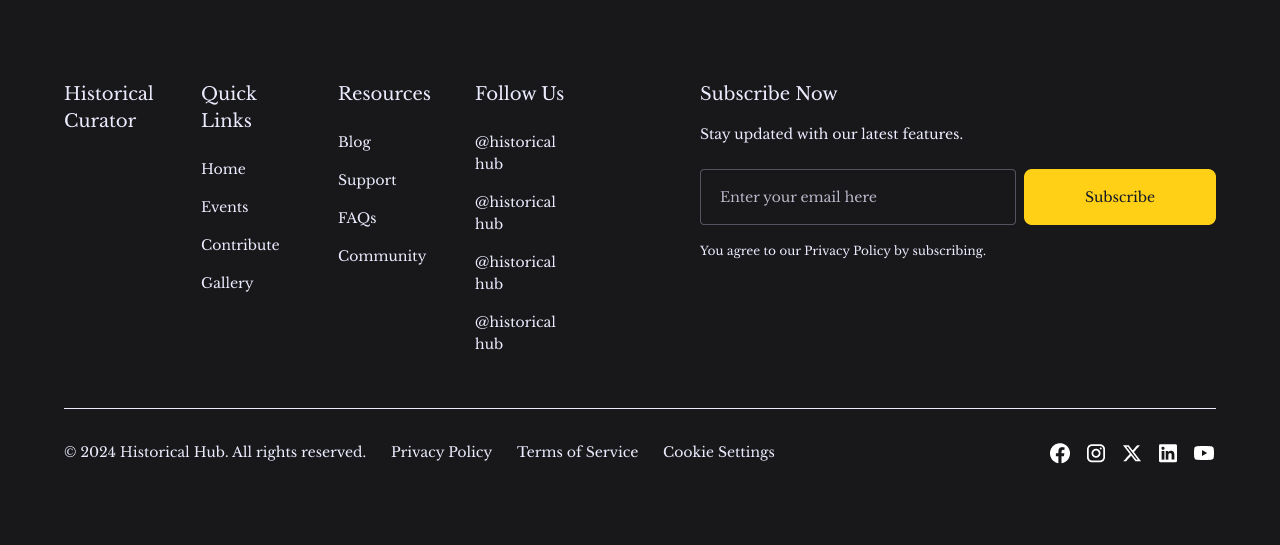 Historical
Curator
Quick
Links
Home
Events
Contribute
Gallery
Resources
Blog
Support
FAQs
Community
Follow Us
@historical
hub
@historical
hub
@historical
hub
@historical
hub
Subscribe Now
Stay updated with our latest features.
Enter your email here
Subscribe
You agree to our Privacy Policy by subscribing.
© 2024 Historical Hub. All rights reserved.
Privacy Policy
Terms of Service
Cookie Settings